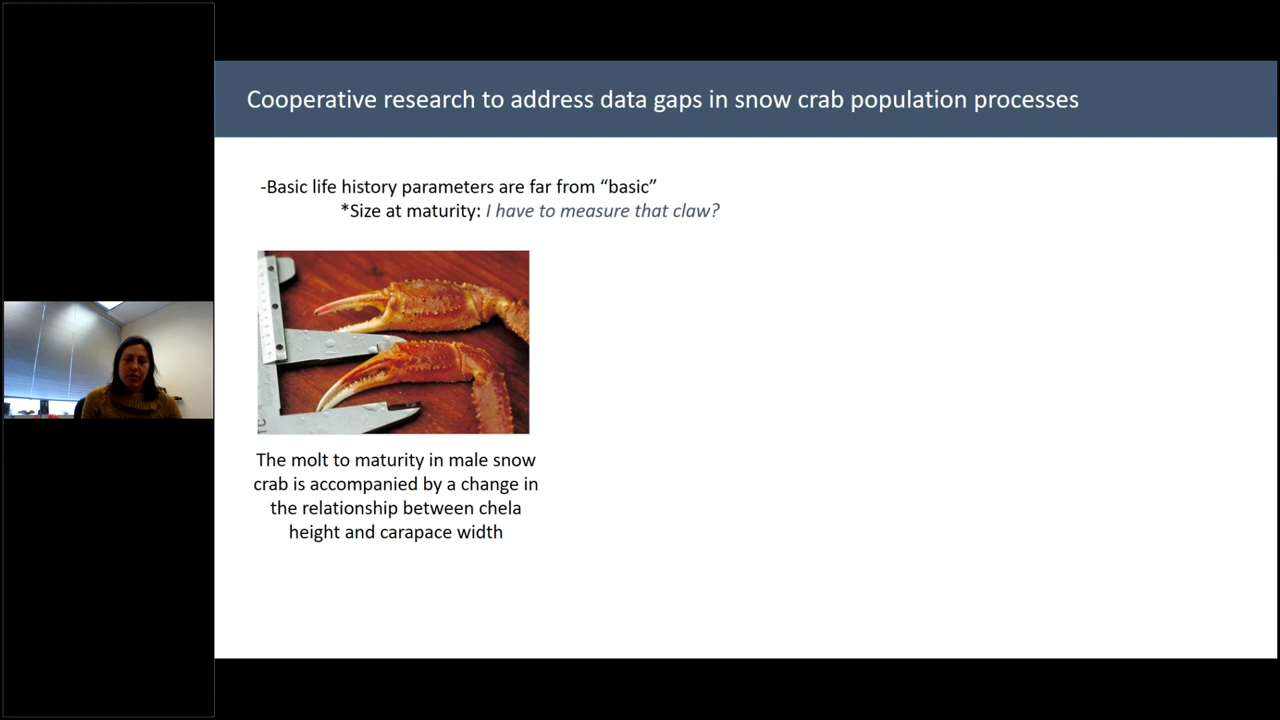 Cooperative research to address data gaps in snow crab population processes
-Basic life history parameters are far from “basic”
*Size at maturity: I have to measure that claw?
The molt to maturity in male snow
crab is accompanied by a change in
the relationship between chela
height and carapace width